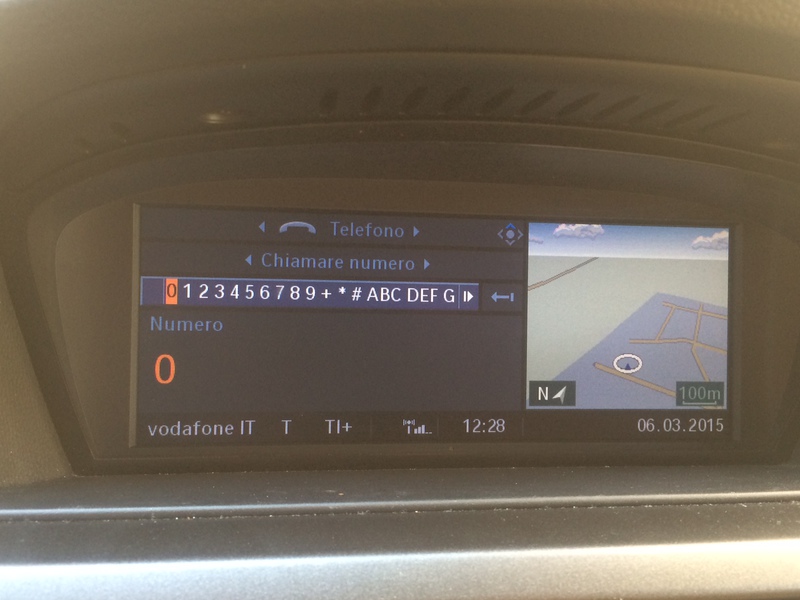 Telefono
Chiamare numero
0 1 2 3 4 5 6 7 8 9 + * # ABC DEF G
Numero
0
N 100m
vodafone IT T TI+ 12:28 06.03.2015